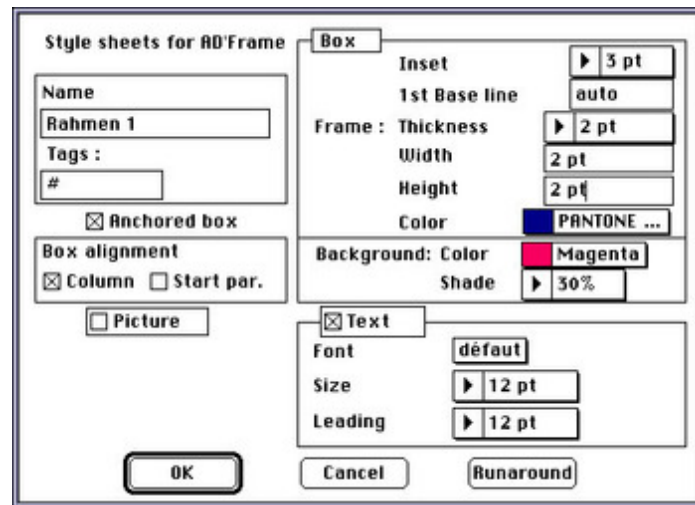 Style sheets for AD'Frame
Name
Rahmen 1
Tags :
#
Anchored box
Box alignment
Column Start par.
Picture
Box
Inset 3 pt
1st Base line auto
Frame : Thickness 2 pt
Width 2 pt
Height 2 pt
Color PANTONE ...
Background: Color Magenta
Shade 30%
Text
Font défaut
Size 12 pt
Leading 12 pt
OK Cancel Runaround